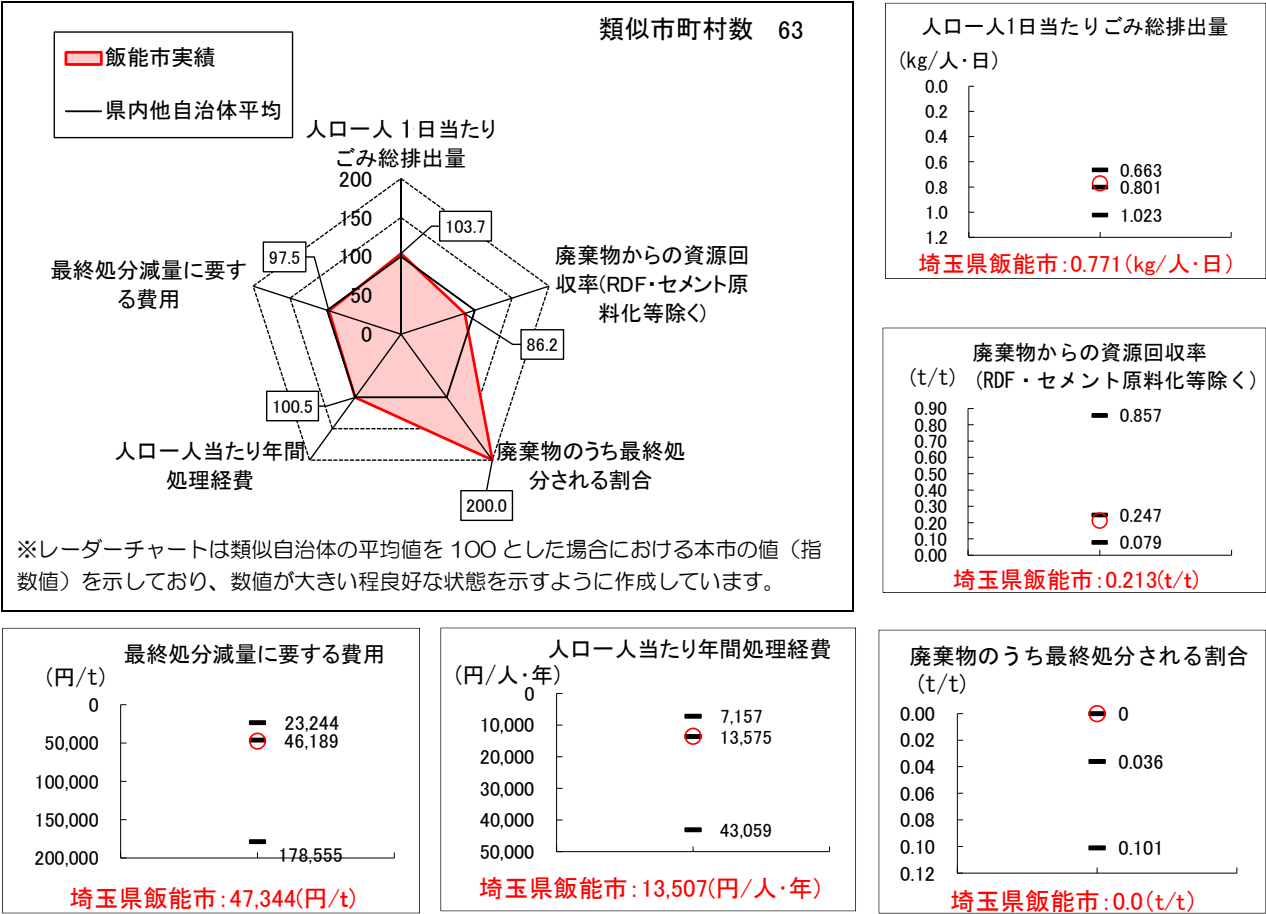 類似市町村数 63
飯能市実績
県内他自治体平均
人口一人1日当たり
ごみ総排出量
200
150
100
50
0
103.7
廃棄物からの資源回
収率(RDF・セメント原
料化等除く)
86.2
廃棄物のうち最終処
分される割合
200.0
人口一人当たり年間
処理経費
100.5
最終処分減量に要す
る費用
97.5
※レーダーチャートは類似自治体の平均値を100とした場合における本市の値（指
数値）を示しており、数値が大きい程良好な状態を示すように作成しています。
人口一人1日当たりごみ総排出量
(kg/人・日)
0.0
0.2
0.4
0.6
0.8
1.0
1.2
0.663
0.801
1.023
埼玉県飯能市:0.771(kg/人・日)
廃棄物からの資源回収率
(t/t) (RDF・セメント原料化等除く)
0.90
0.80
0.70
0.60
0.50
0.40
0.30
0.20
0.10
0.00
0.857
0.247
0.079
埼玉県飯能市:0.213(t/t)
最終処分減量に要する費用
(円/t)
0
50,000
100,000
150,000
200,000
23,244
46,189
178,555
埼玉県飯能市:47,344(円/t)
人口一人当たり年間処理経費
(円/人・年)
0
10,000
20,000
30,000
40,000
50,000
7,157
13,575
43,059
埼玉県飯能市:13,507(円/人・年)
廃棄物のうち最終処分される割合
(t/t)
0.00
0.02
0.04
0.06
0.08
0.10
0.12
0
0.036
0.101
埼玉県飯能市:0.0(t/t)